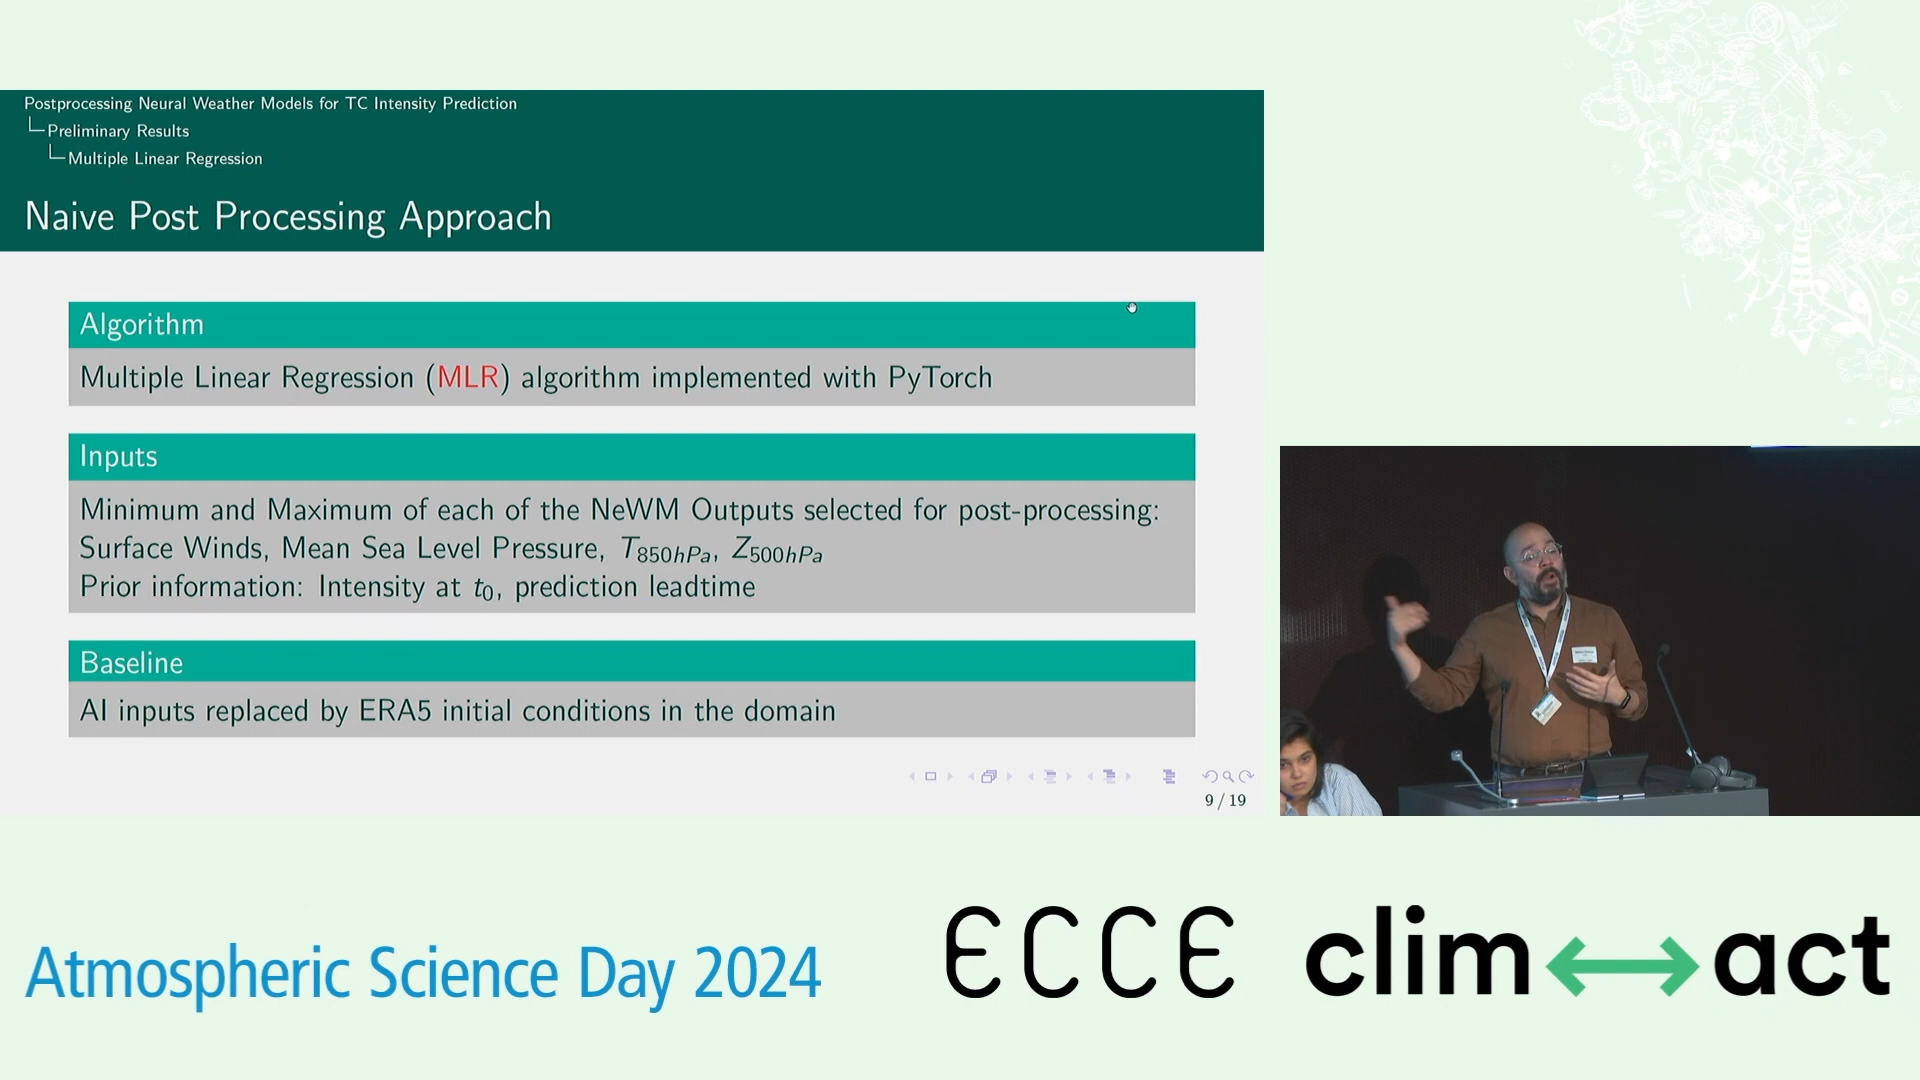 Postprocessing Neural Weather Models for TC Intensity Prediction
Preliminary Results
Multiple Linear Regression
Naive Post Processing Approach
Algorithm
Multiple Linear Regression (MLR) algorithm implemented with PyTorch
Inputs
Minimum and Maximum of each of the NeWM Outputs selected for post-processing:
Surface Winds, Mean Sea Level Pressure, T850hPa, Z500hPa
Prior information: Intensity at t0, prediction leadtime
Baseline
AI inputs replaced by ERA5 initial conditions in the domain
9 / 19
Atmospheric Science Day 2024
ECCE
clim act